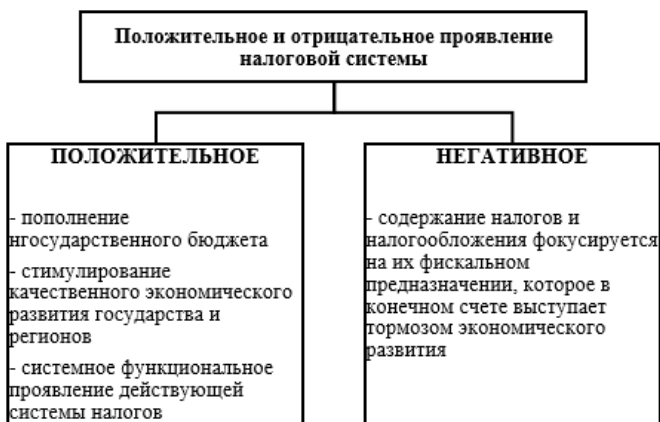 Положительное и отрицательное проявление
налоговой системы
ПОЛОЖИТЕЛЬНОЕ
- пополнение
нгосударственного бюджета
- стимулирование
качественного экономического
развития государства и
регионов
- системное функциональное
проявление действующей
системы налогов
НЕГАТИВНОЕ
- содержание налогов и
налогообложения фокусируется
на их фискальном
предназначении, которое в
конечном счете выступает
тормозом экономического
развития